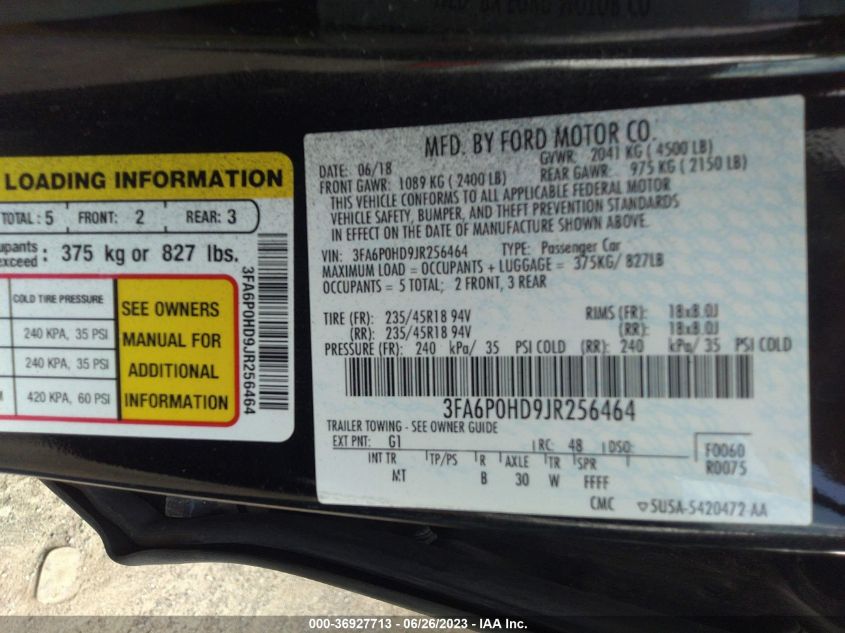 LOADING INFORMATION
TOTAL: 5 FRONT: 2 REAR: 3
375 kg or 827 lbs.
COLD TIRE PRESSURE
240 KPA, 35 PSI
240 KPA, 35 PSI
420 KPA, 60 PSI
SEE OWNERS
MANUAL FOR
ADDITIONAL
INFORMATION
3FA6P0HD9JR256464
MFD. BY FORD MOTOR CO.
DATE: 06/18 GVWR: 2041 KG (4500 LB)
FRONT GAWR: 1089 KG (2400 LB) REAR GAWR: 975 KG (2150 LB)
THIS VEHICLE CONFORMS TO ALL APPLICABLE FEDERAL MOTOR
VEHICLE SAFETY, BUMPER, AND THEFT PREVENTION STANDARDS
IN EFFECT ON THE DATE OF MANUFACTURE SHOWN ABOVE.
VIN: 3FA6P0HD9JR256464 TYPE: Passenger Car
MAXIMUM LOAD = OCCUPANTS + LUGGAGE = 375KG/ 827LB
OCCUPANTS = 5 TOTAL; 2 FRONT, 3 REAR
TIRE (FR): 235/45R18 94V RIMS (FR): 18x8.0J
(RR): 235/45R18 94V (RR): 18x8.0J
PRESSURE (FR): 240 kPa/ 35 PSI COLD (RR): 240 kPa/ 35 PSI COLD
3FA6P0HD9JR256464
TRAILER TOWING - SEE OWNER GUIDE
EXT PNT: G1 RC: 48 DSO: F0060
INT TR TP/PS R AXLE TR SPR R0075
MT B 30 W FFFF
CMC SU5A-5420472-AA
000-36927713 - 06/26/2023 - IAA Inc.